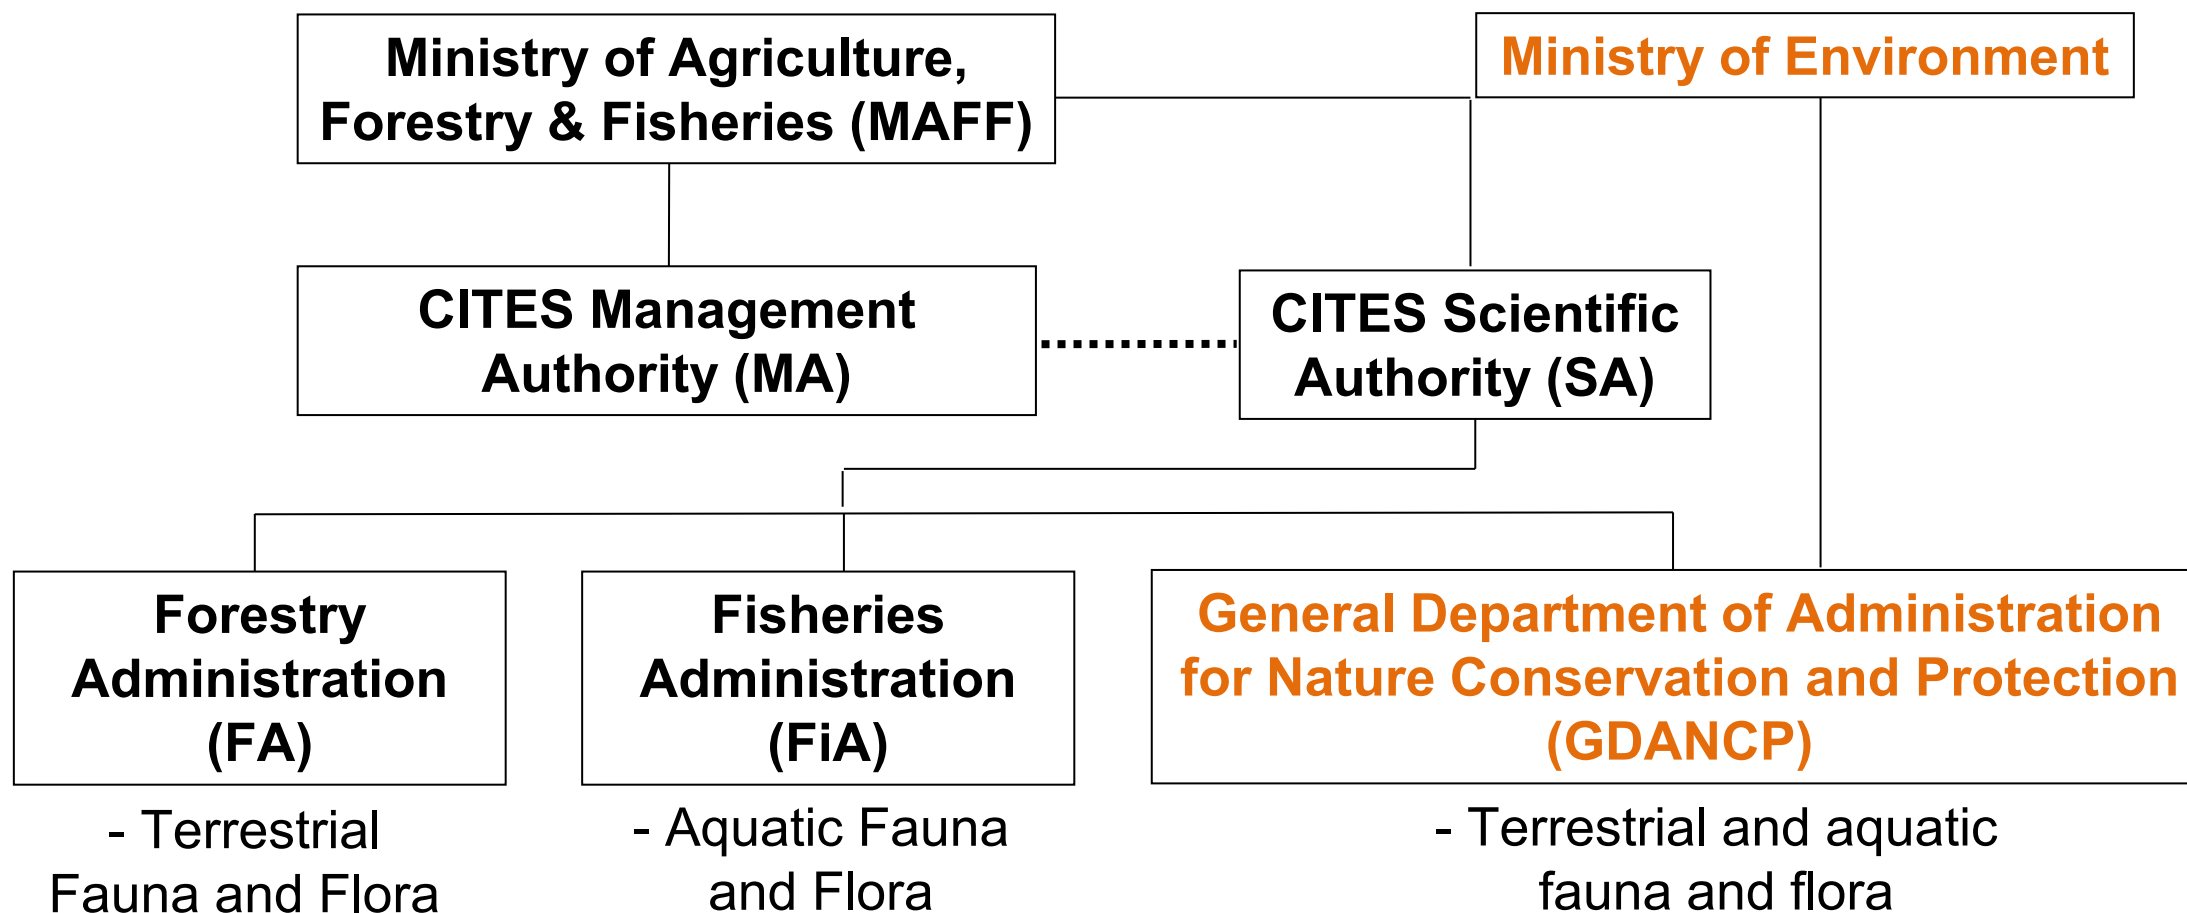 Ministry of Agriculture,
Forestry & Fisheries (MAFF)
Ministry of Environment
CITES Management
Authority (MA)
CITES Scientific
Authority (SA)
Forestry
Administration
(FA)
- Terrestrial
Fauna and Flora
Fisheries
Administration
(FiA)
- Aquatic Fauna
and Flora
General Department of Administration
for Nature Conservation and Protection
(GDANCP)
- Terrestrial and aquatic
fauna and flora